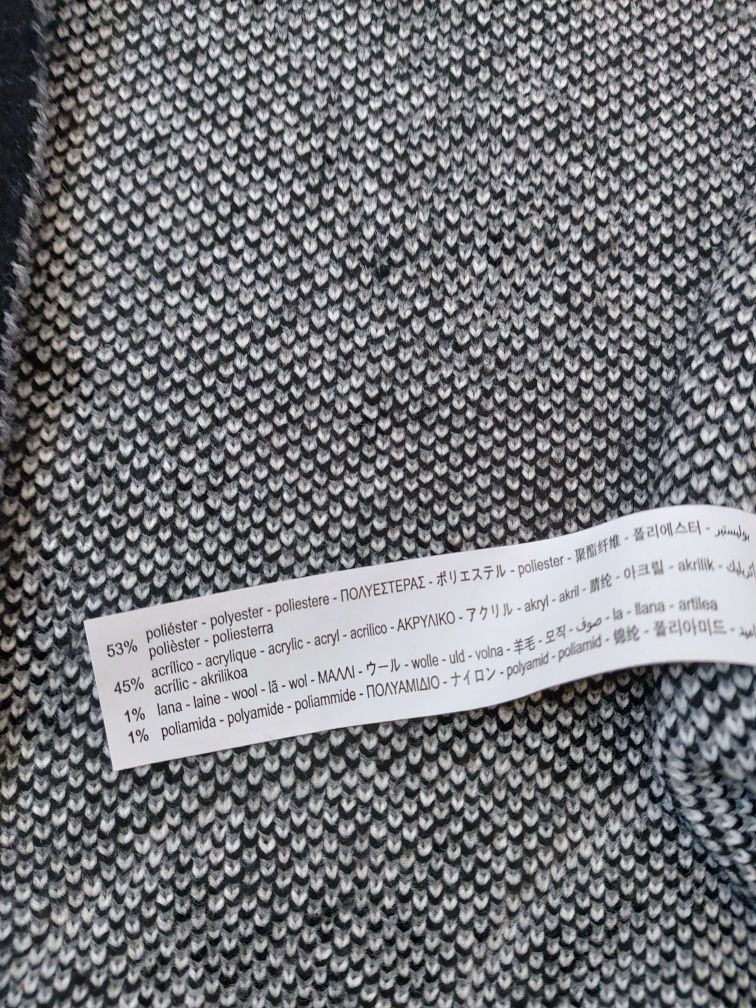 53% poliéster - polyester - poliestere - ΠΟΛΥΕΣΤΕΡΑΣ - ポリエステル - poliester - 聚酯纤维 - 폴리에스터 - بوليستير
polièster - poliesterra
45% acrílico - acrylique - acrylic - acryl - acrilico - ΑΚΡΥΛΙΚΟ - アクリル - akryl - akril - 腈纶 - 아크릴 - akrilik -
acrílic - akrilikoa
1% lana - laine - wool - lã - wol - ΜΑΛΛΙ - ウール - wolle - uld - volna - 羊毛 - 모직 - صوف - la - llana - artilea
1% poliamida - polyamide - poliammide - ΠΟΛΥΑΜΙΔΙΟ - ナイロン - polyamid - poliamid - 锦纶 - 폴리아미드 -